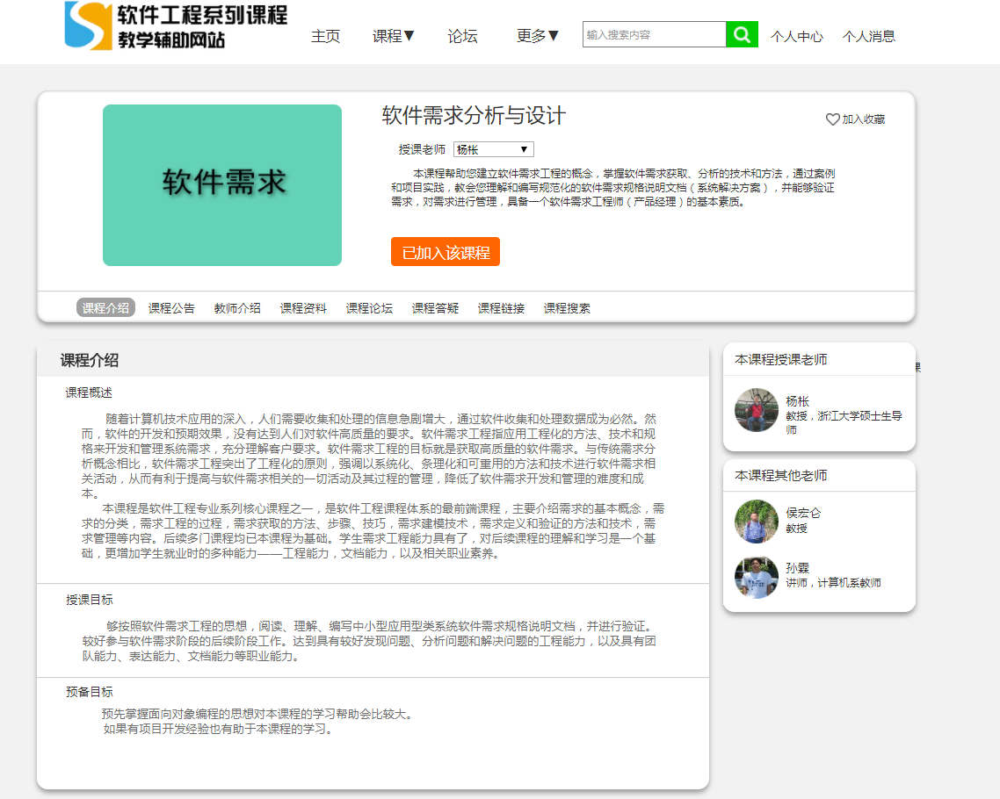 软件工程系列课程
教学辅助网站
主页 课程▼ 论坛 更多▼ 输入搜索内容 个人中心 个人消息
软件需求
软件需求分析与设计
加入收藏
授课老师 杨枨 ▼
本课程帮助您建立软件需求工程的概念，掌握软件需求获取、分析的技术和方法，通过案例
和项目实践，教会您理解和编写规范化的软件需求规格说明文档（系统解决方案），并能够验证
需求，对需求进行管理，具备一个软件需求工程师（产品经理）的基本素质。
已加入该课程
课程介绍 课程公告 教师介绍 课程资料 课程论坛 课程答疑 课程链接 课程搜索
课程介绍
课程概述
随着计算机技术应用的深入，人们需要收集和处理的信息急剧增大，通过软件收集和处理数据成为必然。然
而，软件的开发和预期效果，没有达到人们对软件高质量的要求。软件需求工程指应用工程化的方法、技术和规
格来开发和管理系统需求，充分理解客户要求。软件需求工程的目标就是获取高质量的软件需求。与传统需求分
析概念相比，软件需求工程突出了工程化的原则，强调以系统化、条理化和可重用的方法和技术进行软件需求相
关活动，从而有利于提高与软件需求相关的一切活动及其过程的管理，降低了软件需求开发和管理的难度和成
本。
本课程是软件工程专业系列核心课程之一，是软件工程课程体系的最前端课程，主要介绍需求的基本概念，需
求的分类，需求工程的过程，需求获取的方法、步骤、技巧，需求建模技术，需求定义和验证的方法和技术，需
求管理等内容。后续多门课程均已本课程为基础。学生需求工程能力具有了，对后续课程的理解和学习是一个基
础，更增加学生就业时的多种能力——工程能力，文档能力，以及相关职业素养。
授课目标
够按照软件需求工程的思想，阅读、理解、编写中小型应用型类系统软件需求规格说明文档，并进行验证。
较好参与软件需求阶段的后续阶段工作。达到具有较好发现问题、分析问题和解决问题的工程能力，以及具有团
队能力、表达能力、文档能力等职业能力。
预备目标
预先掌握面向对象编程的思想对本课程的学习帮助会比较大。
如果有项目开发经验也有助于本课程的学习。
本课程授课老师
课
杨枨
教授，浙江大学硕士生导
师
本课程其他老师
侯宏仑
教授
孙霖
讲师，计算机系教师